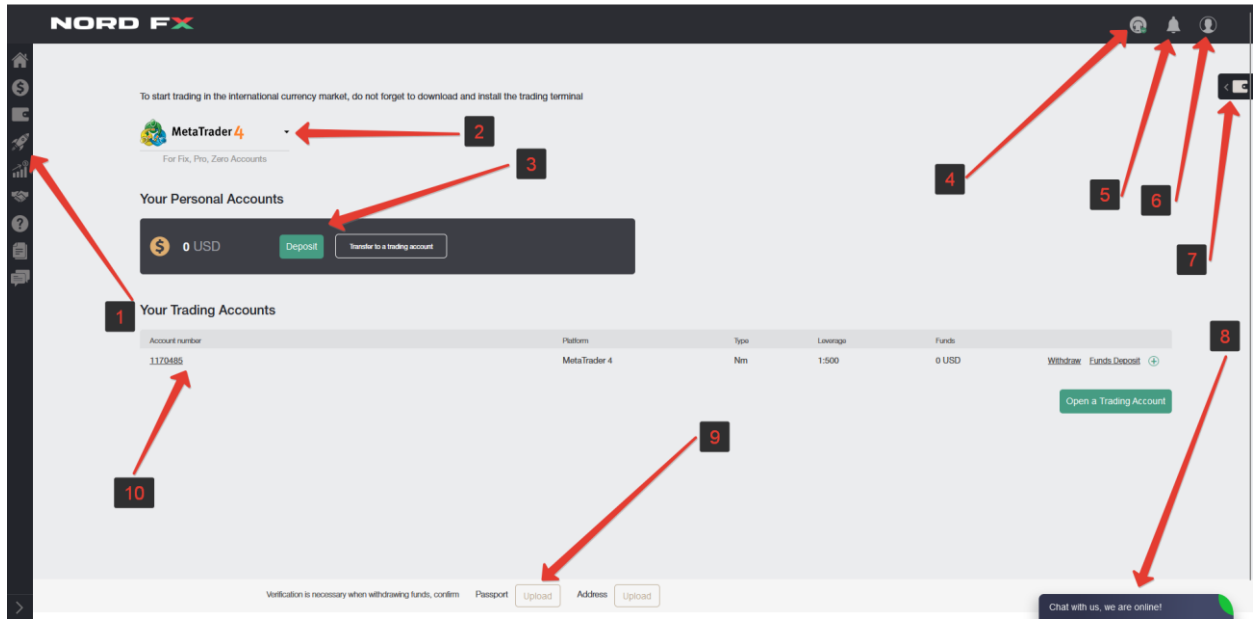 NORD FX
4
5
6
7
To start trading in the international currency market, do not forget to download and install the trading terminal
MetaTrader 4
2
For Fix, Pro, Zero Accounts
3
Your Personal Accounts
$ 0 USD Deposit Transfer to a trading account
1
Your Trading Accounts
8
Account number Platform Type Leverage Funds
1170485 MetaTrader 4 Nm 1:500 0 USD Withdraw Funds Deposit
Open a Trading Account
9
10
Verification is necessary when withdrawing funds, confirm Passport Upload Address Upload
Chat with us, we are online!